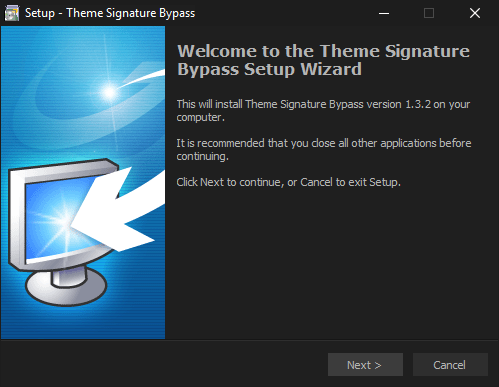 Setup - Theme Signature Bypass
Welcome to the Theme Signature
Bypass Setup Wizard
This will install Theme Signature Bypass version 1.3.2 on your
computer.
It is recommended that you close all other applications before
continuing.
Click Next to continue, or Cancel to exit Setup.
Next >
Cancel